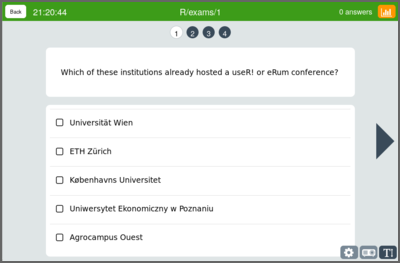 Back 21:20:44 R/exams/1 0 answers
1 2 3 4
Which of these institutions already hosted a useR! or eRum conference?
Universität Wien
ETH Zürich
Københavns Universitet
Uniwersytet Ekonomiczny w Poznaniu
Agrocampus Ouest
TI